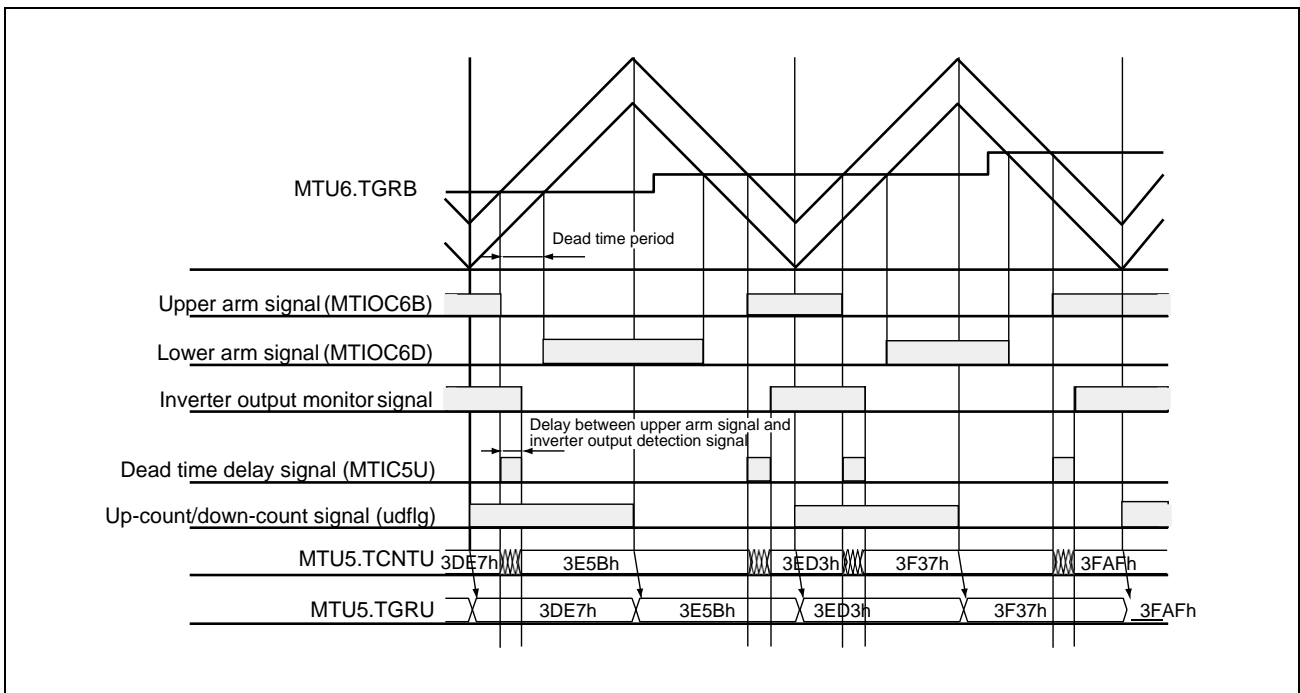 MTU6.TGRB
Dead time period
Upper arm signal (MTIOC6B)
Lower arm signal (MTIOC6D)
Inverter output monitor signal
Delay between upper arm signal and
inverter output detection signal
Dead time delay signal (MTIC5U)
Up-count/down-count signal (udflg)
MTU5.TCNTU 3DE7h 3E5Bh 3ED3h 3F37h 3FAFh
MTU5.TGRU 3DE7h 3E5Bh 3ED3h 3F37h 3FAFh